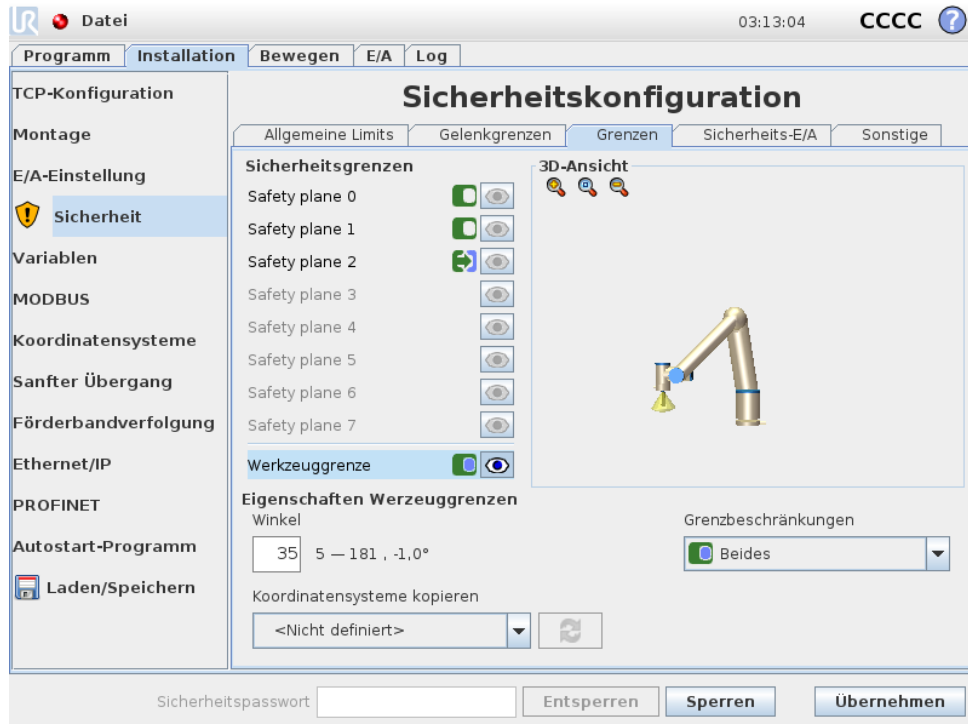 UR Datei 03:13:04 CCCC ?
Programm Installation Bewegen E/A Log
TCP-Konfiguration
Montage
E/A-Einstellung
Sicherheit
Variablen
MODBUS
Koordinatensysteme
Sanfter Übergang
Förderbandverfolgung
Ethernet/IP
PROFINET
Autostart-Programm
Laden/Speichern
Sicherheitskonfiguration
Allgemeine Limits Gelenkgrenzen Grenzen Sicherheits-E/A Sonstige
Sicherheitsgrenzen
Safety plane 0
Safety plane 1
Safety plane 2
Safety plane 3
Safety plane 4
Safety plane 5
Safety plane 6
Safety plane 7
Werkzeuggrenze
3D-Ansicht
Eigenschaften Werzeuggrenzen
Winkel
35 5 — 181 , -1,0°
Grenzbeschränkungen
Beides
Koordinatensysteme kopieren
<Nicht definiert>
Sicherheitspasswort Entsperren Sperren Übernehmen